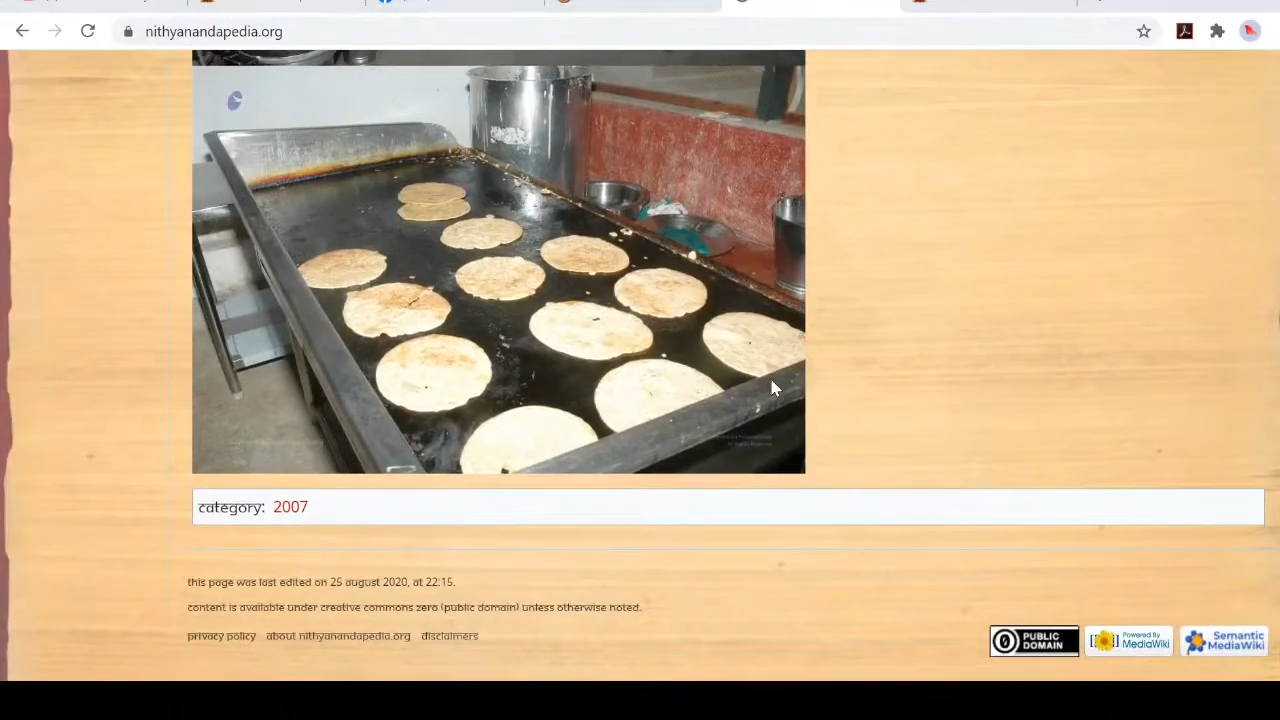 nithyanandapedia.org
category: 2007
this page was last edited on 25 august 2020, at 22:15.
content is available under creative commons zero (public domain) unless otherwise noted.
privacy policy about nithyanandapedia.org disclaimers
PUBLIC DOMAIN
Powered By MediaWiki
Semantic MediaWiki